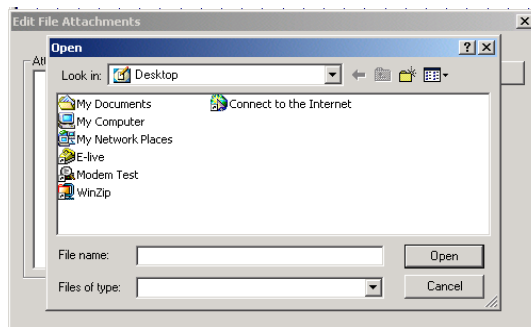 Edit File Attachments
Open
Look in: Desktop
My Documents
Connect to the Internet
My Computer
My Network Places
E-live
Modem Test
WinZip
File name:
Open
Files of type:
Cancel